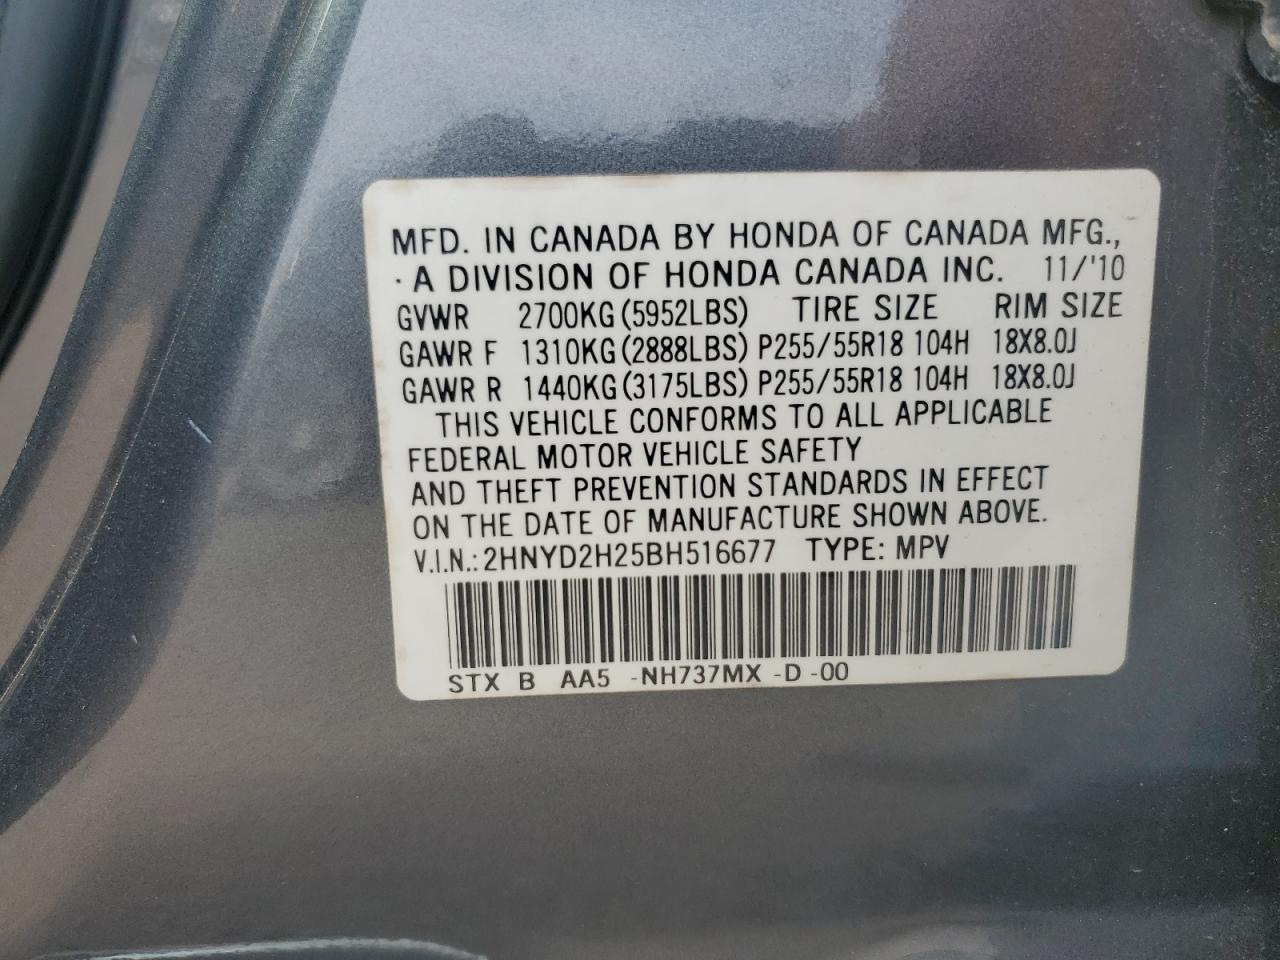 MFD. IN CANADA BY HONDA OF CANADA MFG.,
·A DIVISION OF HONDA CANADA INC. 11/'10
GVWR 2700KG(5952LBS) TIRE SIZE RIM SIZE
GAWR F 1310KG(2888LBS) P255/55R18 104H 18X8.0J
GAWR R 1440KG(3175LBS) P255/55R18 104H 18X8.0J
THIS VEHICLE CONFORMS TO ALL APPLICABLE
FEDERAL MOTOR VEHICLE SAFETY
AND THEFT PREVENTION STANDARDS IN EFFECT
ON THE DATE OF MANUFACTURE SHOWN ABOVE.
V.I.N.: 2HNYD2H25BH516677 TYPE: MPV
STX B AA5 -NH737MX -D -00